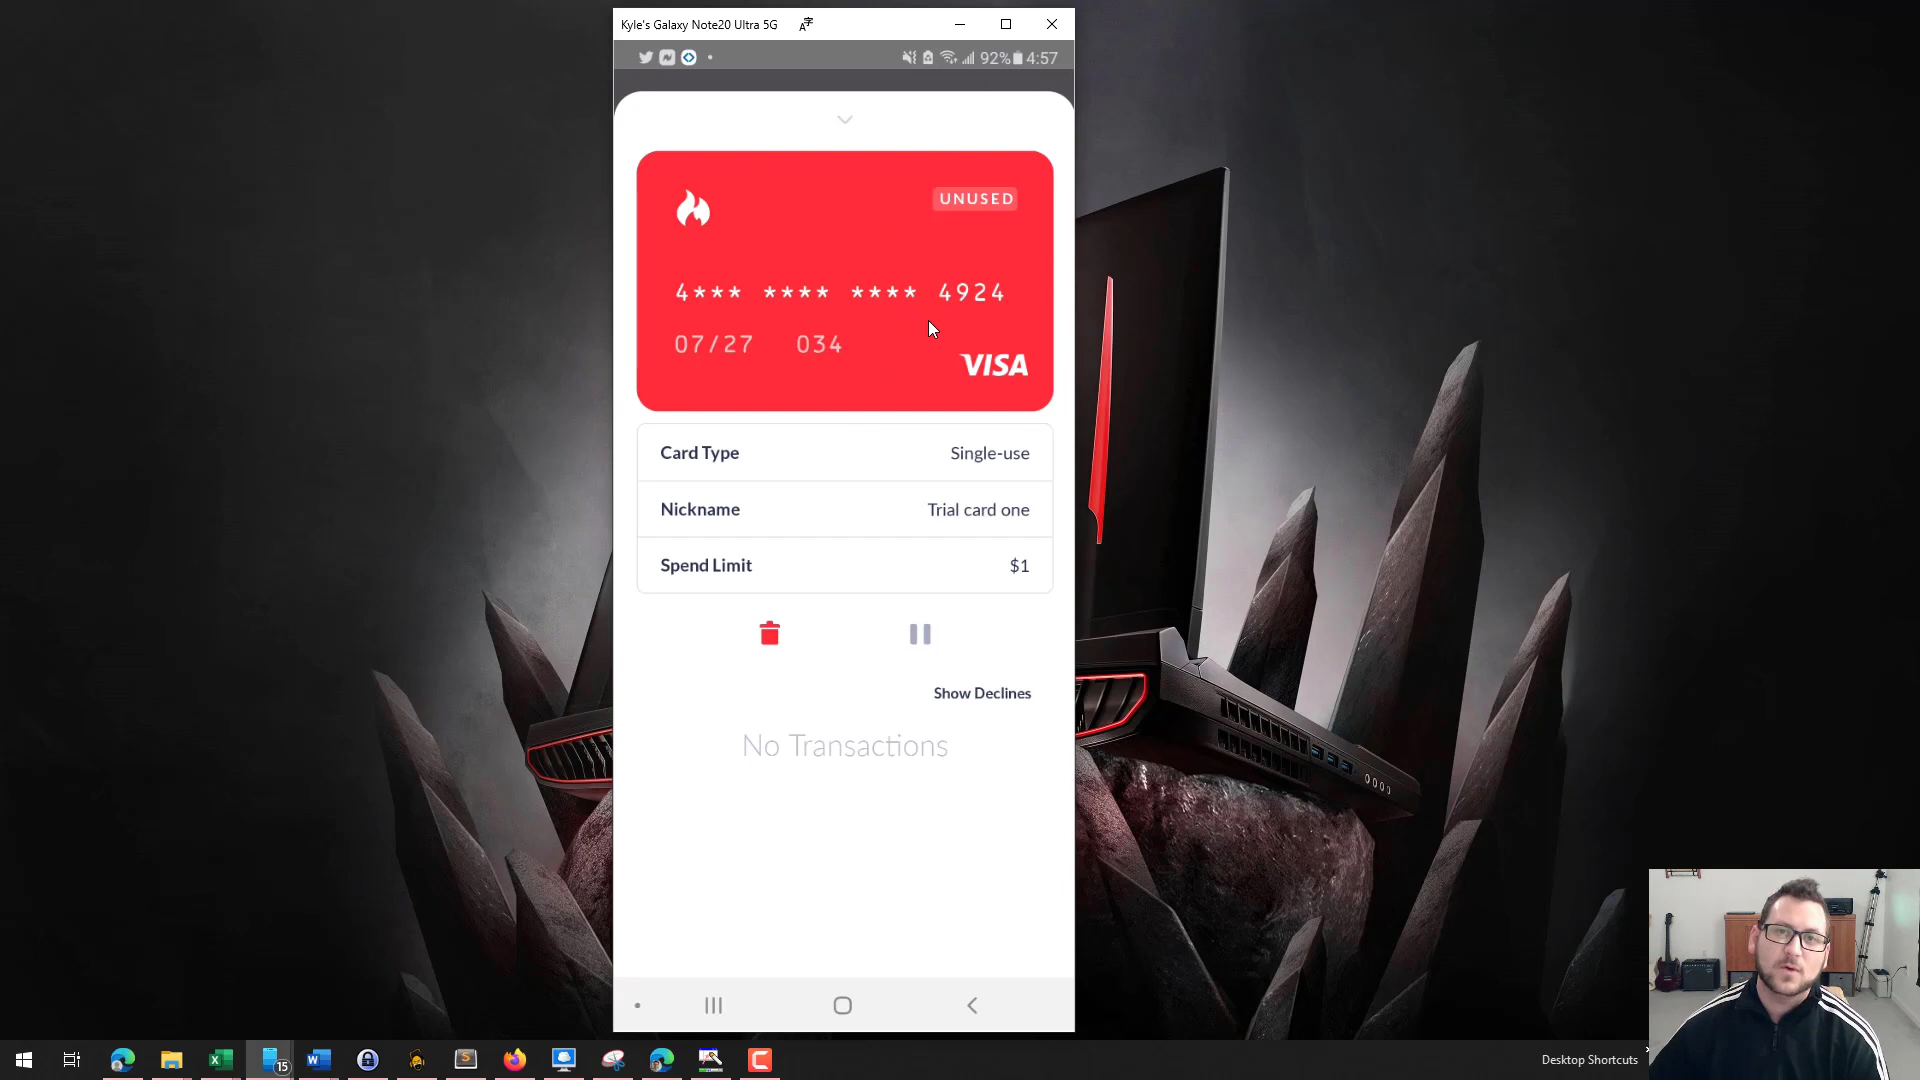 Kyle's Galaxy Note20 Ultra 5G
92% 4:57
UNUSED
4*** **** **** 4924
07/27 034
VISA
Card Type Single-use
Nickname Trial card one
Spend Limit $1
Show Declines
No Transactions
15
Desktop Shortcuts